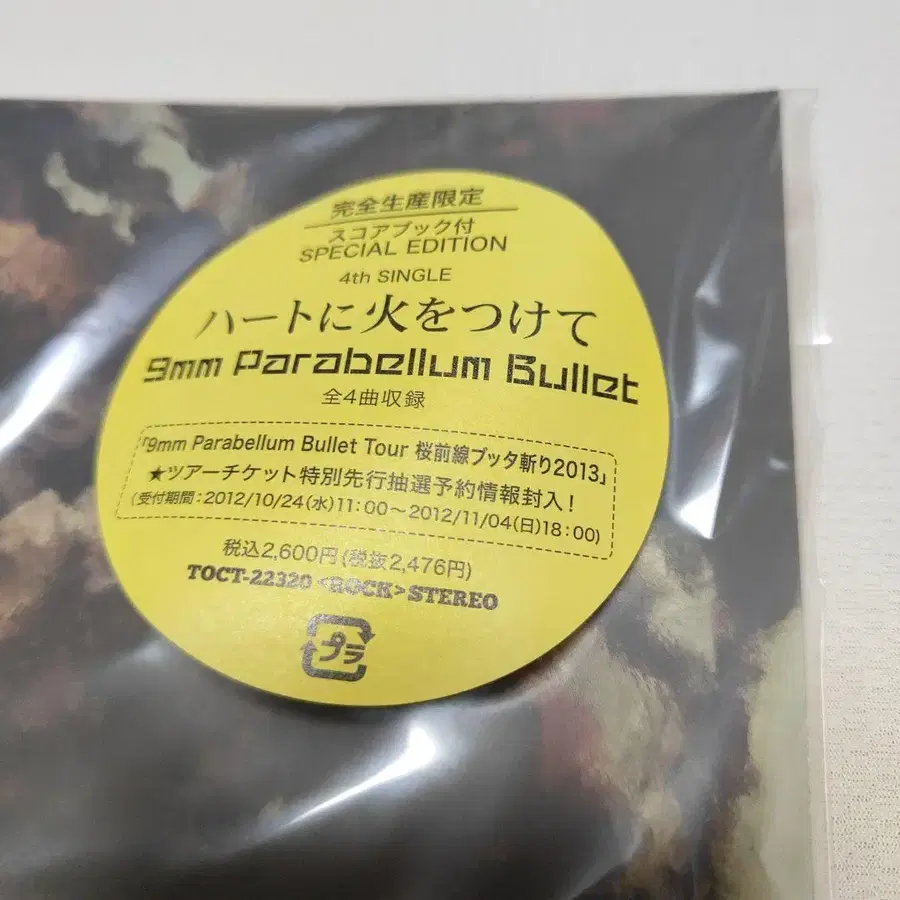 完全生産限定
スコアブック付
SPECIAL EDITION
4th SINGLE
ハートに火をつけて
9mm Parabellum Bullet
全4曲収録
「9mm Parabellum Bullet Tour 桜前線ブッタ斬り2013」
★ツアーチケット特別先行抽選予約情報封入!
(受付期間:2012/10/24(水)11:00~2012/11/04(日)18:00)
税込2,600円(税抜2,476円)
TOCT-22320 <ROCK> STEREO
プラ